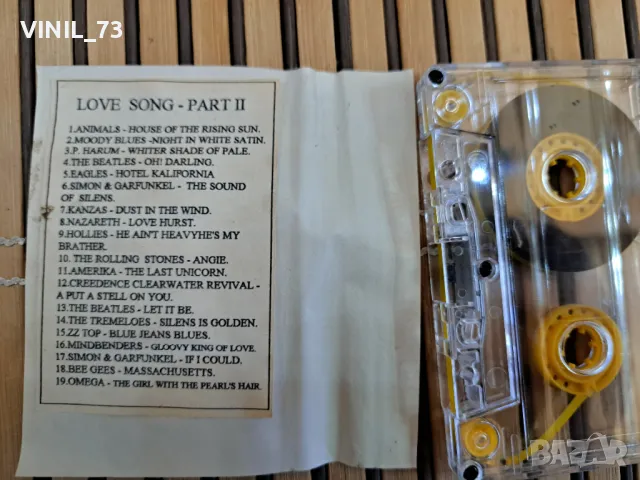 VINIL_73
LOVE SONG - PART II
1.ANIMALS - HOUSE OF THE RISING SUN.
2.MOODY BLUES -NIGHT IN WHITE SATIN.
3.P. HARUM - WHITER SHADE OF PALE.
4.THE BEATLES - OH! DARLING.
5.EAGLES - HOTEL KALIFORNIA
6.SIMON & GARFUNKEL - THE SOUND
OF SILENS.
7.KANZAS - DUST IN THE WIND.
8.NAZARETH - LOVE HURST.
9.HOLLIES - HE AIN'T HEAVYHE'S MY
BRATHER.
10. THE ROLLING STONES - ANGIE.
11.AMERIKA - THE LAST UNICORN.
12.CREEDENCE CLEARWATER REVIVAL -
A PUT A STELL ON YOU.
13.THE BEATLES - LET IT BE.
14.THE TREMELOES - SILENS IS GOLDEN.
15.ZZ TOP - BLUE JEANS BLUES.
16.MINDBENDERS - GLOOVY KING OF LOVE.
17.SIMON & GARFUNKEL - IF I COULD.
18.BEE GEES - MASSACHUSETTS.
19.OMEGA - THE GIRL WITH THE PEARL'S HAIR.
BAZAR
bazar.bg